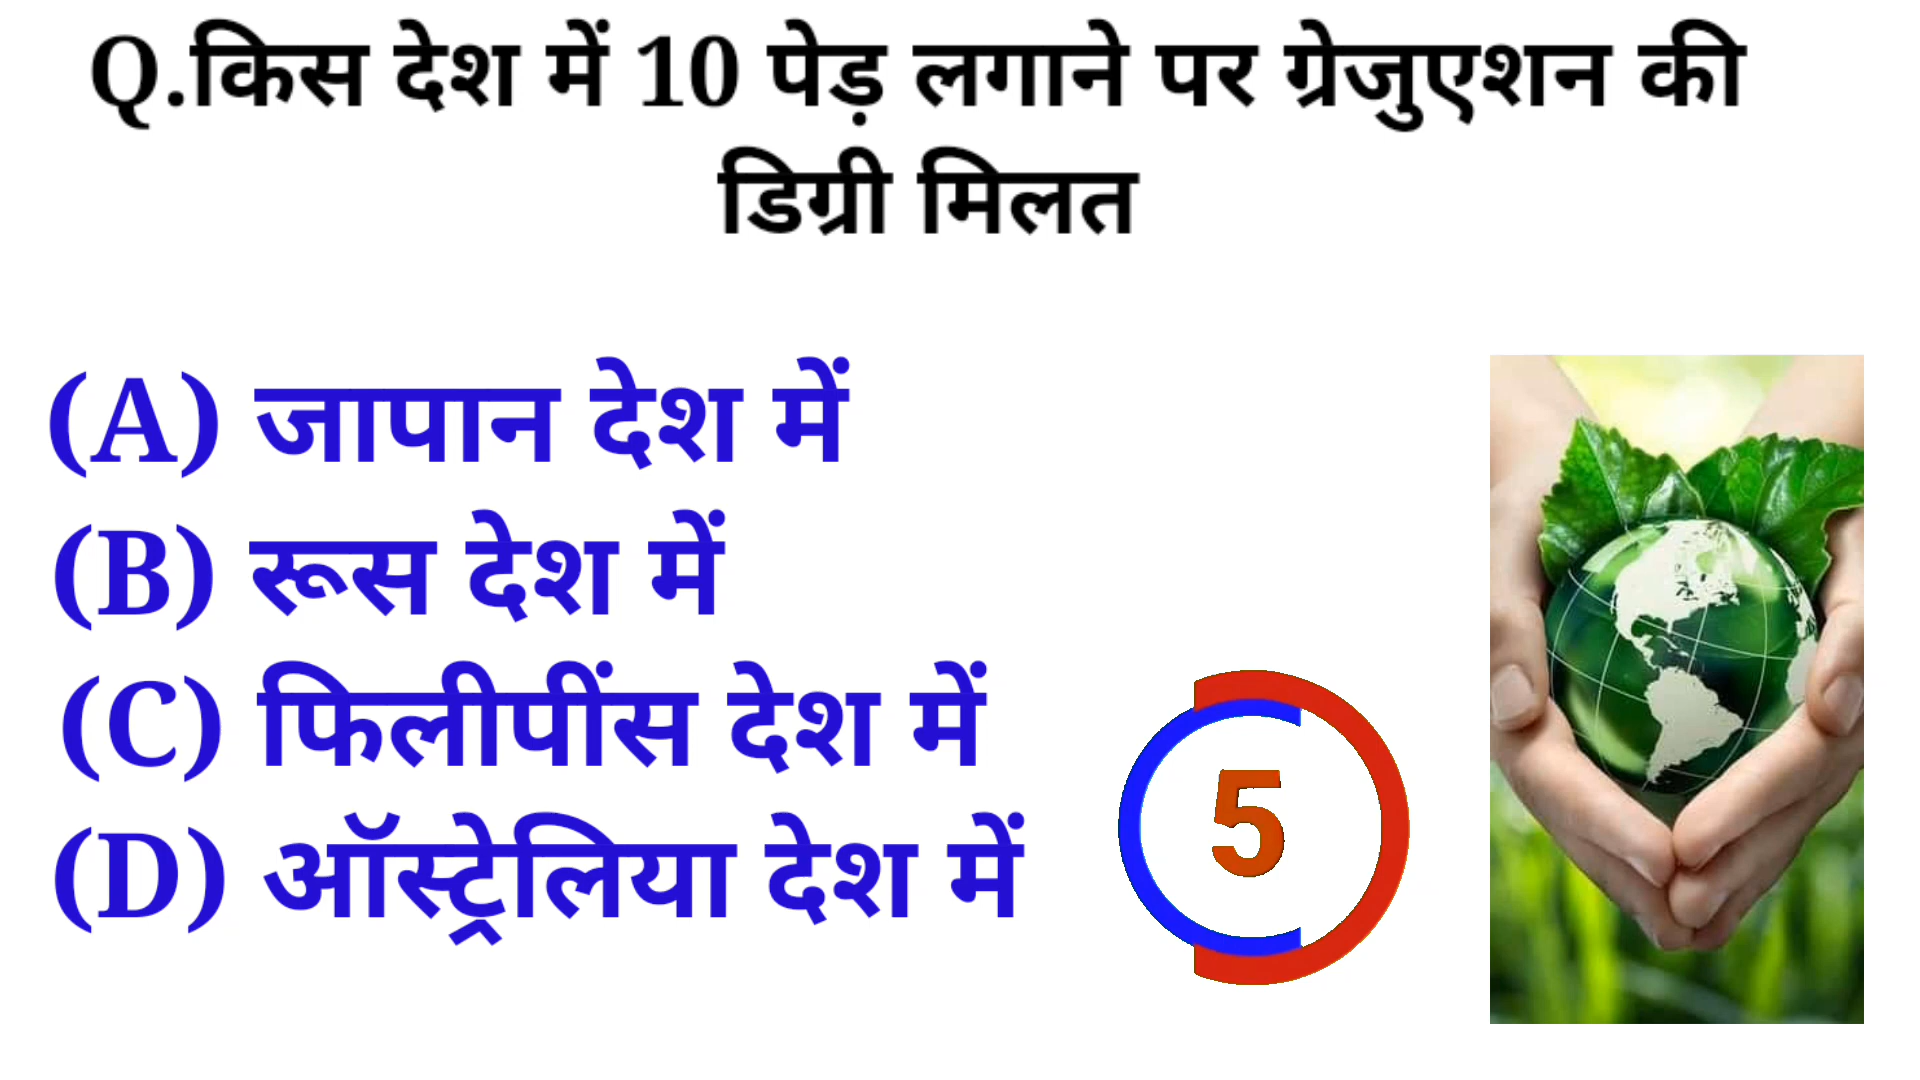 Q.किस देश में 10 पेड़ लगाने पर ग्रेजुएशन की
डिग्री मिलत
(A) जापान देश में
(B) रूस देश में
(C) फिलीपींस देश में
(D) ऑस्ट्रेलिया देश में
5